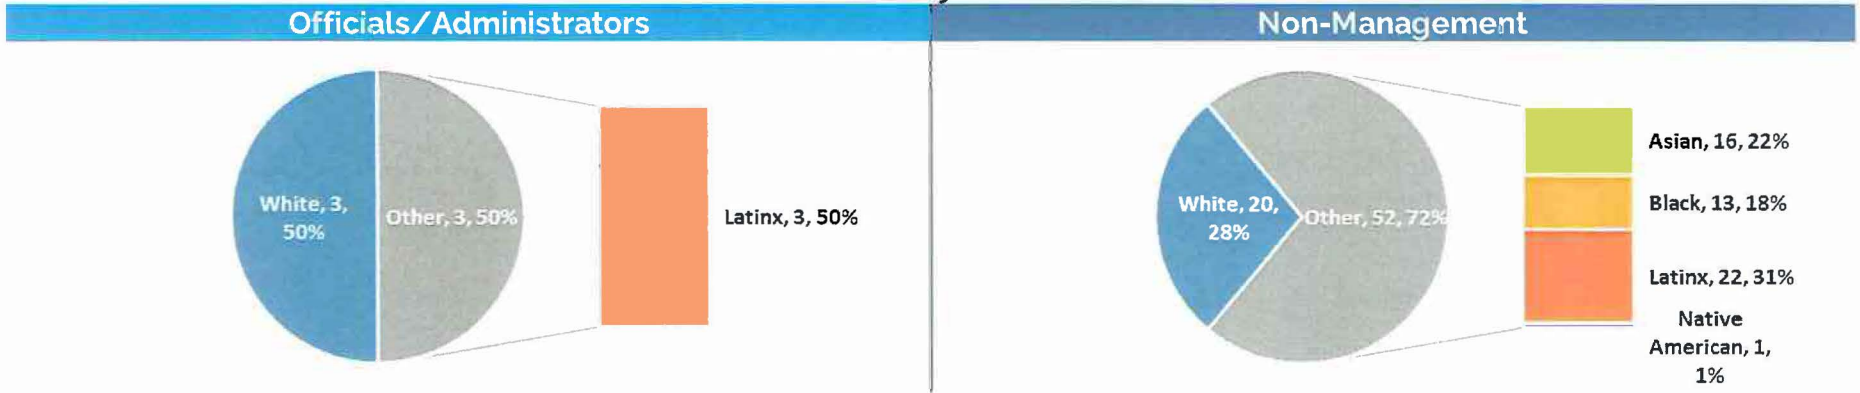 Officials/Administrators
Non-Management
White, 3,
50%
Other, 3, 50%
Latinx, 3, 50%
White, 20,
28%
Other, 52, 72%
Asian, 16, 22%
Black, 13, 18%
Latinx, 22, 31%
Native
American, 1,
1%